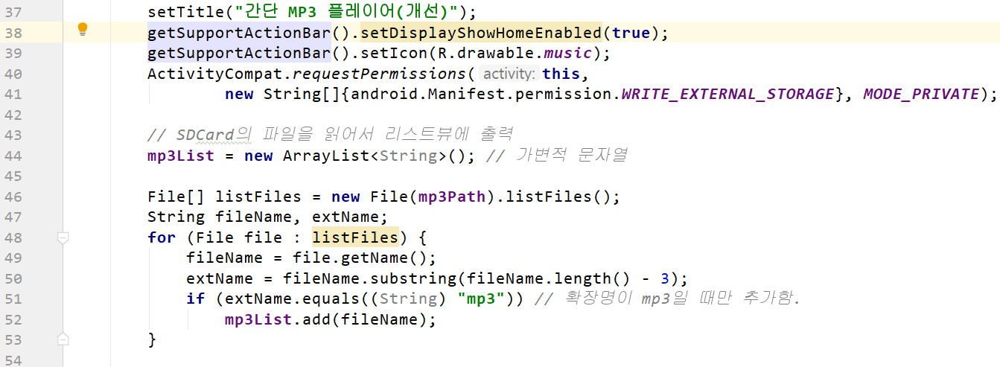 37 setTitle("간단 MP3 플레이어(개선)");
38 getSupportActionBar().setDisplayShowHomeEnabled(true);
39 getSupportActionBar().setIcon(R.drawable.music);
40 ActivityCompat.requestPermissions( activity: this,
41 new String[]{android.Manifest.permission.WRITE_EXTERNAL_STORAGE}, MODE_PRIVATE);
42
43 // SDCard의 파일을 읽어서 리스트뷰에 출력
44 mp3List = new ArrayList<String>(); // 가변적 문자열
45
46 File[] listFiles = new File(mp3Path).listFiles();
47 String fileName, extName;
48 for (File file : listFiles) {
49 fileName = file.getName();
50 extName = fileName.substring(fileName.length() - 3);
51 if (extName.equals((String) "mp3")) // 확장명이 mp3일 때만 추가함.
52 mp3List.add(fileName);
53 }
54